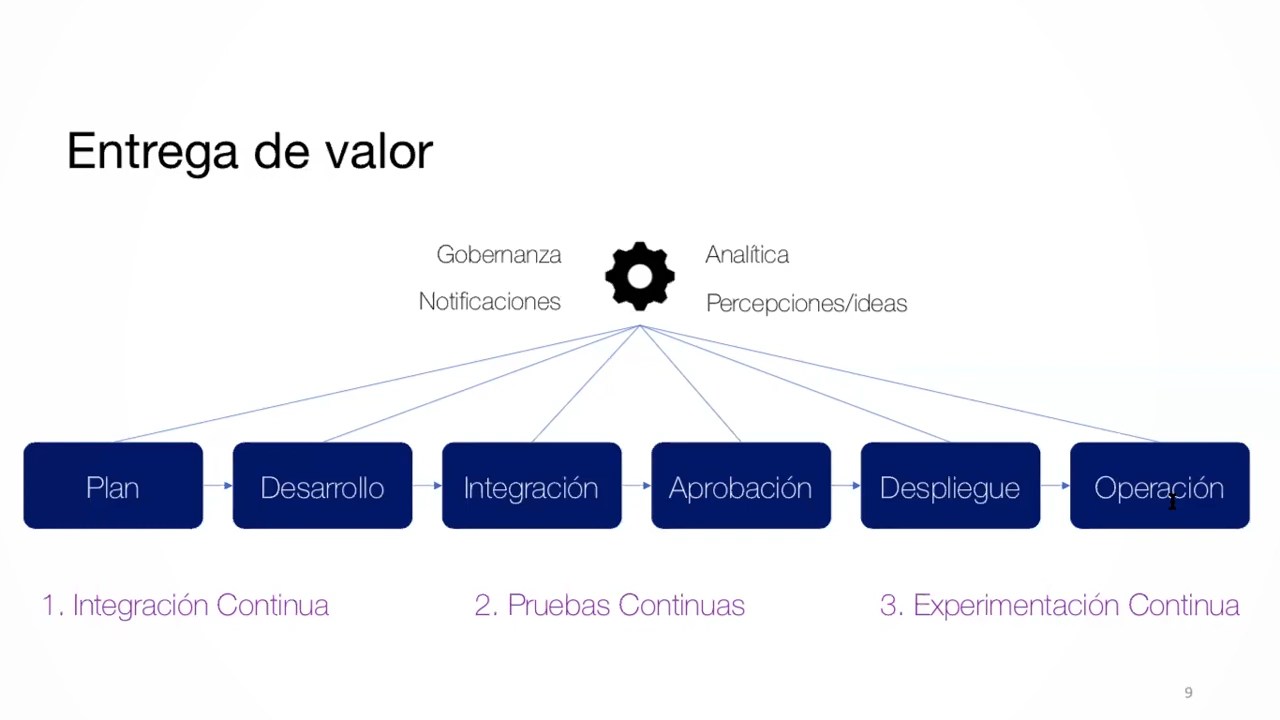 Entrega de valor
Gobernanza
Analítica
Notificaciones
Percepciones/ideas
Plan
Desarrollo
Integración
Aprobación
Despliegue
Operación
1. Integración Continua
2. Pruebas Continuas
3. Experimentación Continua
9